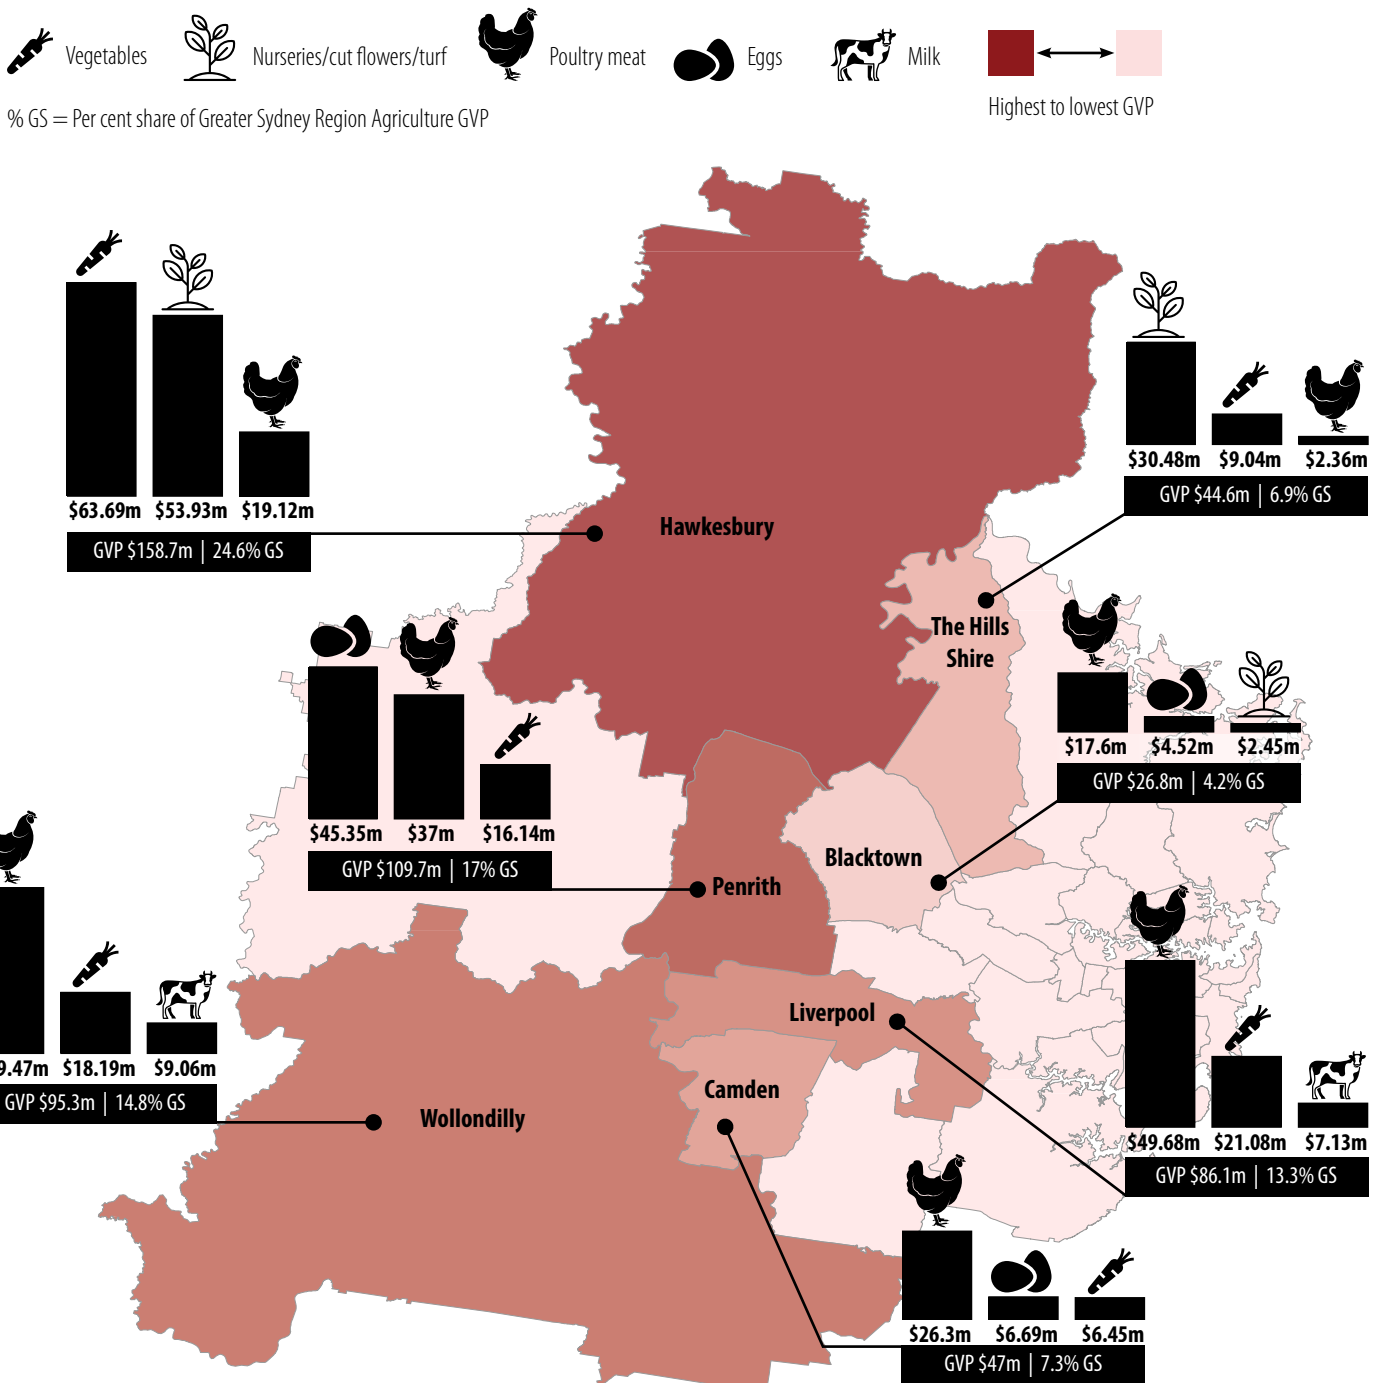 Vegetables
Nurseries/cut flowers/turf
Poultry meat
Eggs
Milk
Highest to lowest GVP
% GS = Per cent share of Greater Sydney Region Agriculture GVP
$63.69m $53.93m $19.12m
GVP $158.7m | 24.6% GS
Hawkesbury
$30.48m $9.04m $2.36m
GVP $44.6m | 6.9% GS
The Hills
Shire
$17.6m $4.52m $2.45m
GVP $26.8m | 4.2% GS
$45.35m $37m $16.14m
GVP $109.7m | 17% GS
Blacktown
Penrith
9.47m $18.19m $9.06m
GVP $95.3m | 14.8% GS
Wollondilly
Liverpool
Camden
$49.68m $21.08m $7.13m
GVP $86.1m | 13.3% GS
$26.3m $6.69m $6.45m
GVP $47m | 7.3% GS